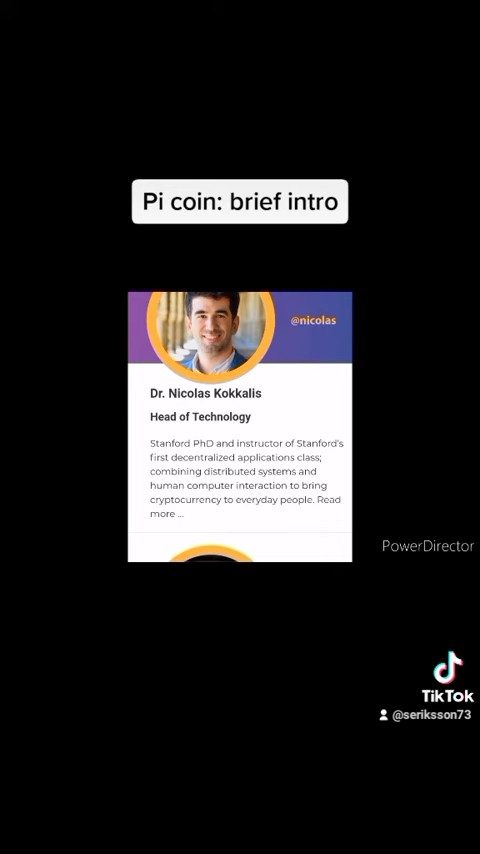 Pi coin: brief intro
@nicolas
Dr. Nicolas Kokkalis
Head of Technology
Stanford PhD and instructor of Stanford's
first decentralized applications class;
combining distributed systems and
human computer interaction to bring
cryptocurrency to everyday people. Read
more ...
PowerDirector
TikTok
@seriksson73